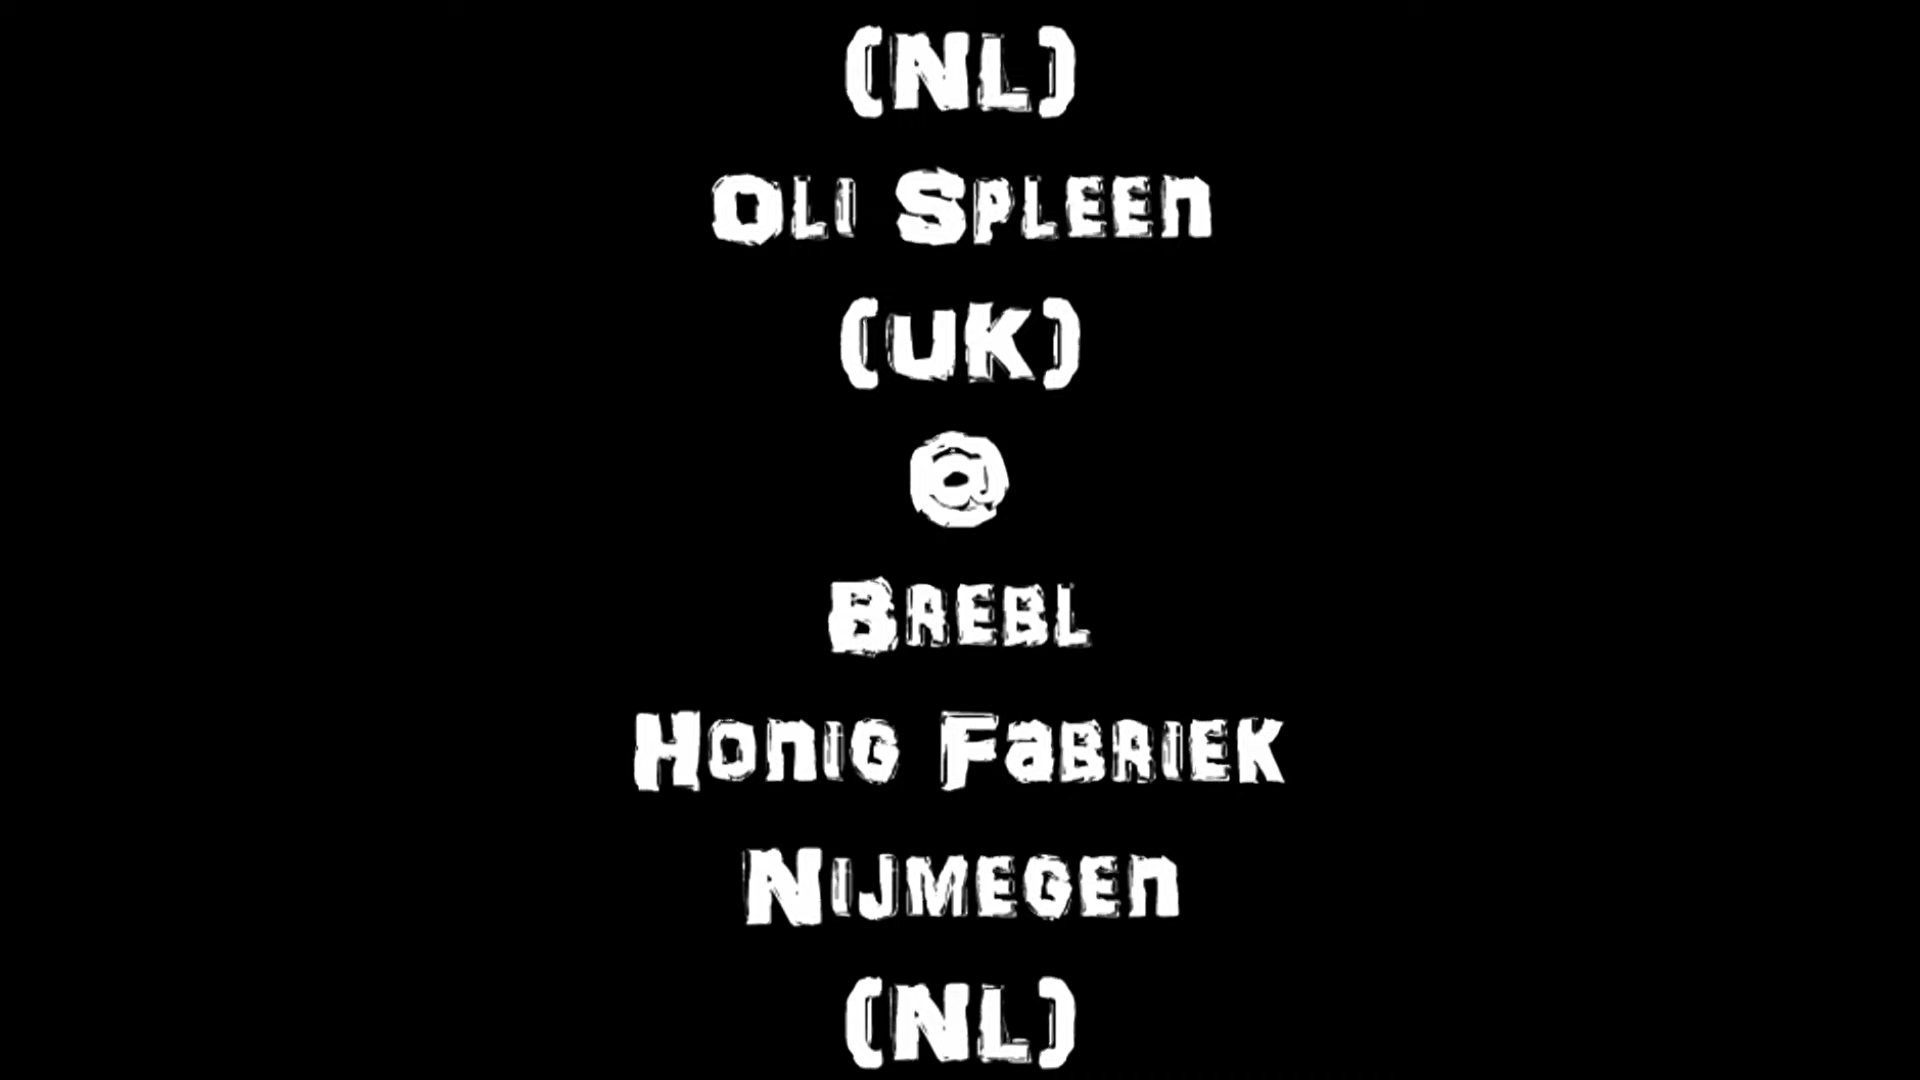 (NL)
Oli Spleen
(UK)
@
Brebl
Honig Fabriek
Nijmegen
(NL)